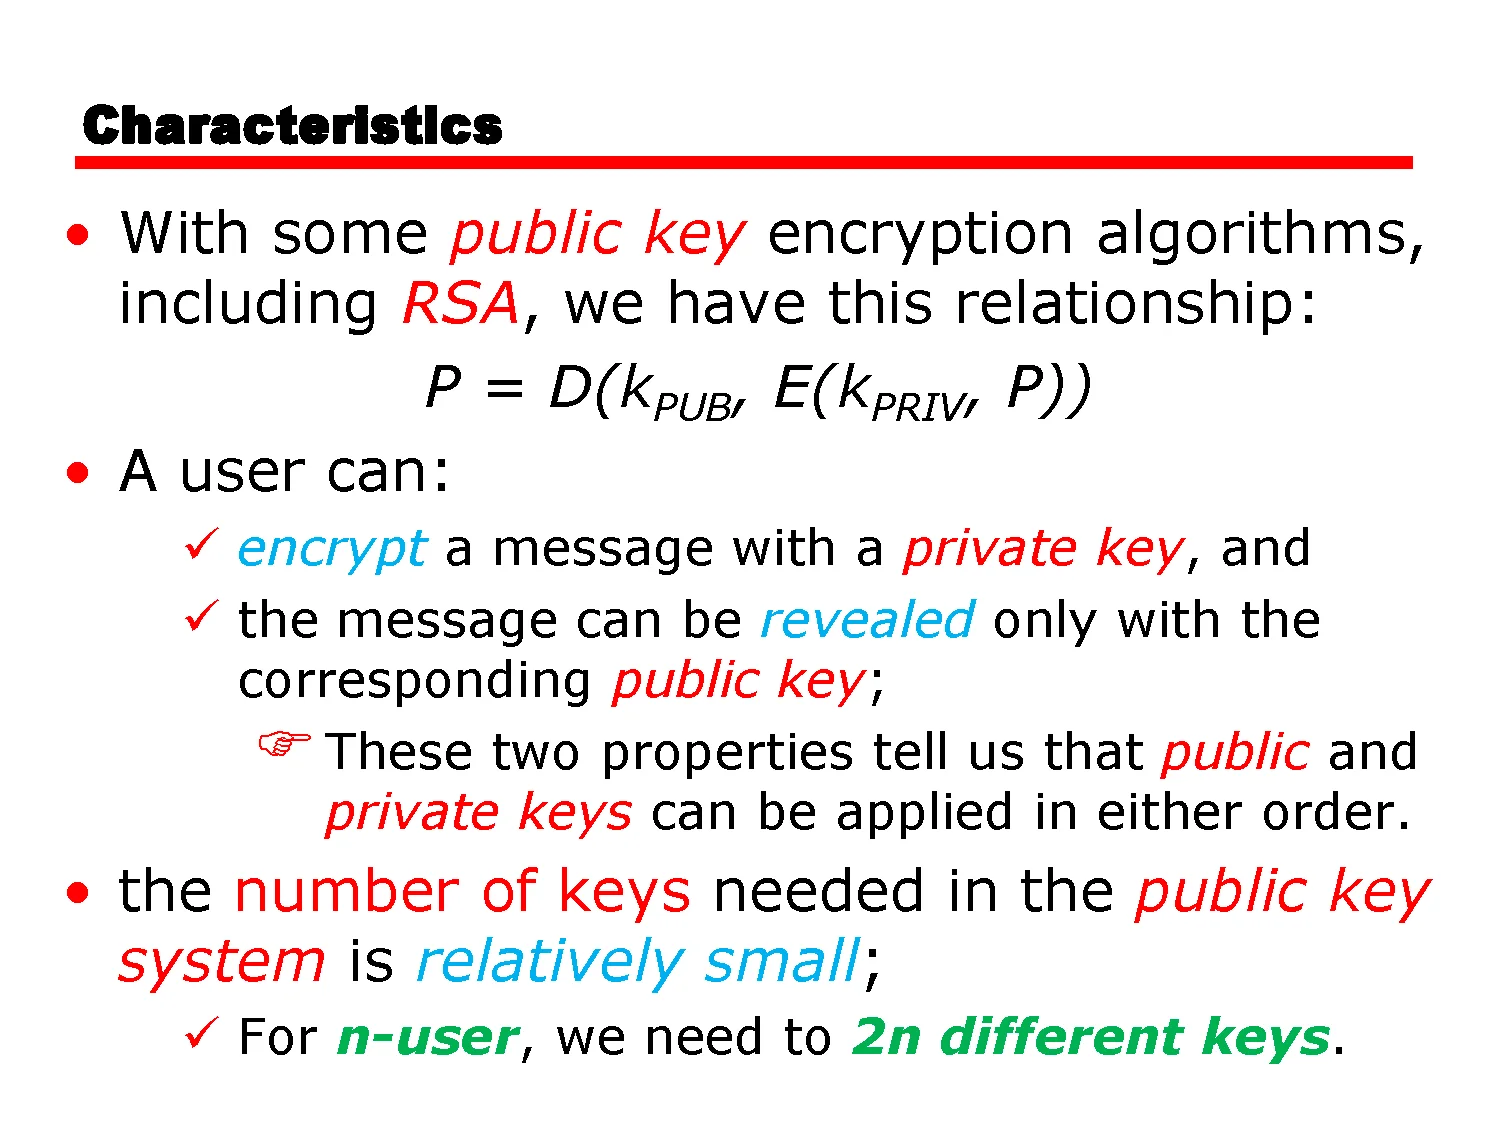 Characteristics
• With some public key encryption algorithms,
including RSA, we have this relationship:
P = D(kPUB, E(kPRIV, P))
• A user can:
✓ encrypt a message with a private key, and
✓ the message can be revealed only with the
corresponding public key;
☞ These two properties tell us that public and
private keys can be applied in either order.
• the number of keys needed in the public key
system is relatively small;
✓ For n-user, we need to 2n different keys.